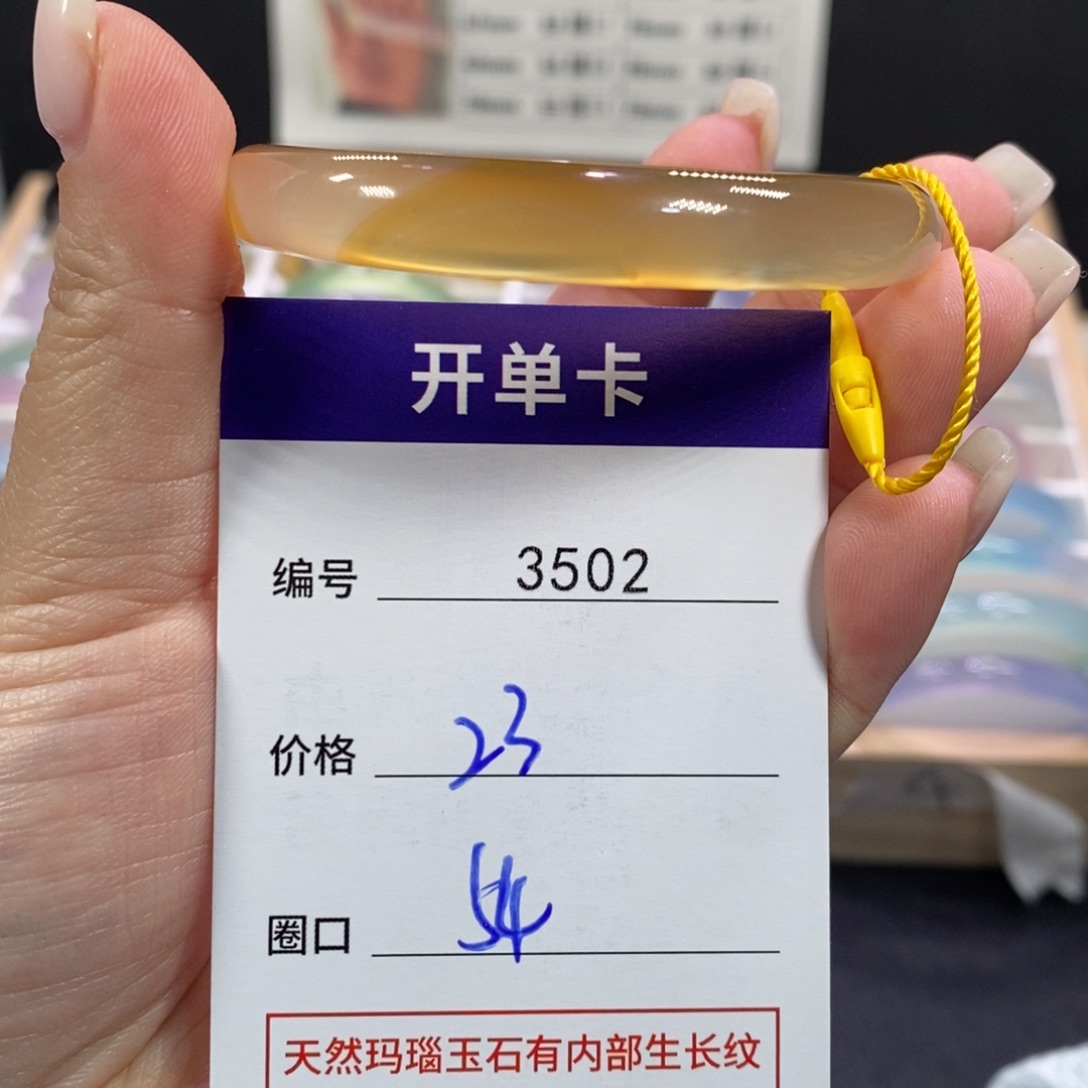 开单卡
编号 3502
价格 23
圈口 54
天然玛瑙玉石有内部生长纹